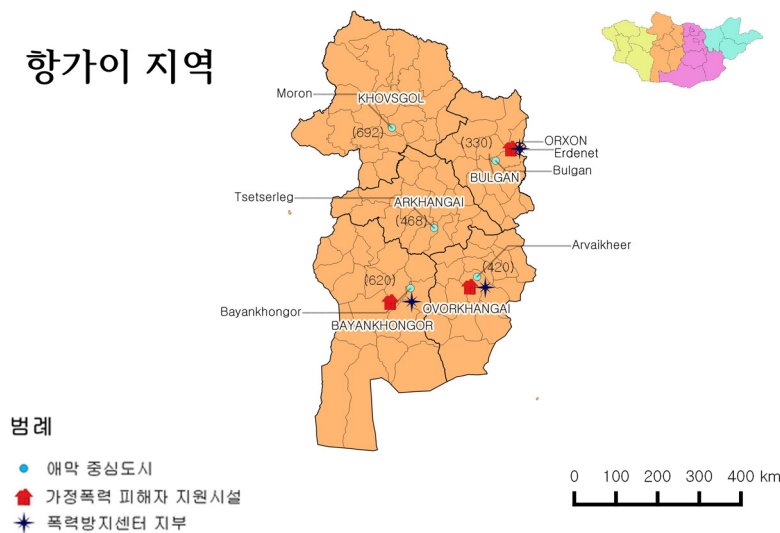 항가이 지역
Moron
KHOVSGOL
(692)
(330)
ORXON
Erdenet
Bulgan
BULGAN
Tsetserleg
ARKHANGAI
(468)
Arvaikheer
(420)
(620)
Bayankhongor
OVORKHANGAI
BAYANKHONGOR
범례
애막 중심도시
가정폭력 피해자 지원시설
폭력방지센터 지부
0 100 200 300 400 km